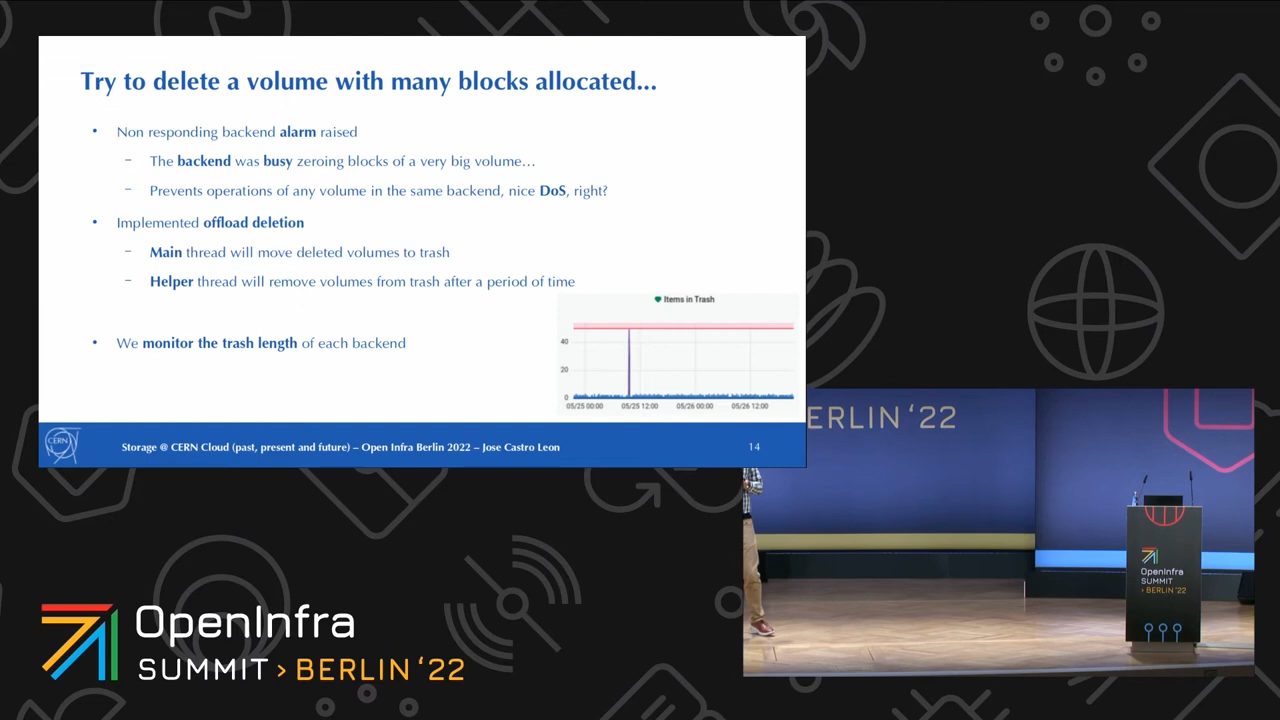 Try to delete a volume with many blocks allocated...
• Non responding backend alarm raised
– The backend was busy zeroing blocks of a very big volume...
– Prevents operations of any volume in the same backend, nice DoS, right?
• Implemented offload deletion
– Main thread will move deleted volumes to trash
– Helper thread will remove volumes from trash after a period of time
• We monitor the trash length of each backend
Items in Trash
40
20
0
05/25 00:00 05/25 12:00 05/26 00:00 05/26 12:00
CERN
Storage @ CERN Cloud (past, present and future) – Open Infra Berlin 2022 – Jose Castro Leon
14
ERLIN ‘22
OpenInfra
SUMMIT
› BERLIN ‘22
OpenInfra
SUMMIT › BERLIN ‘22